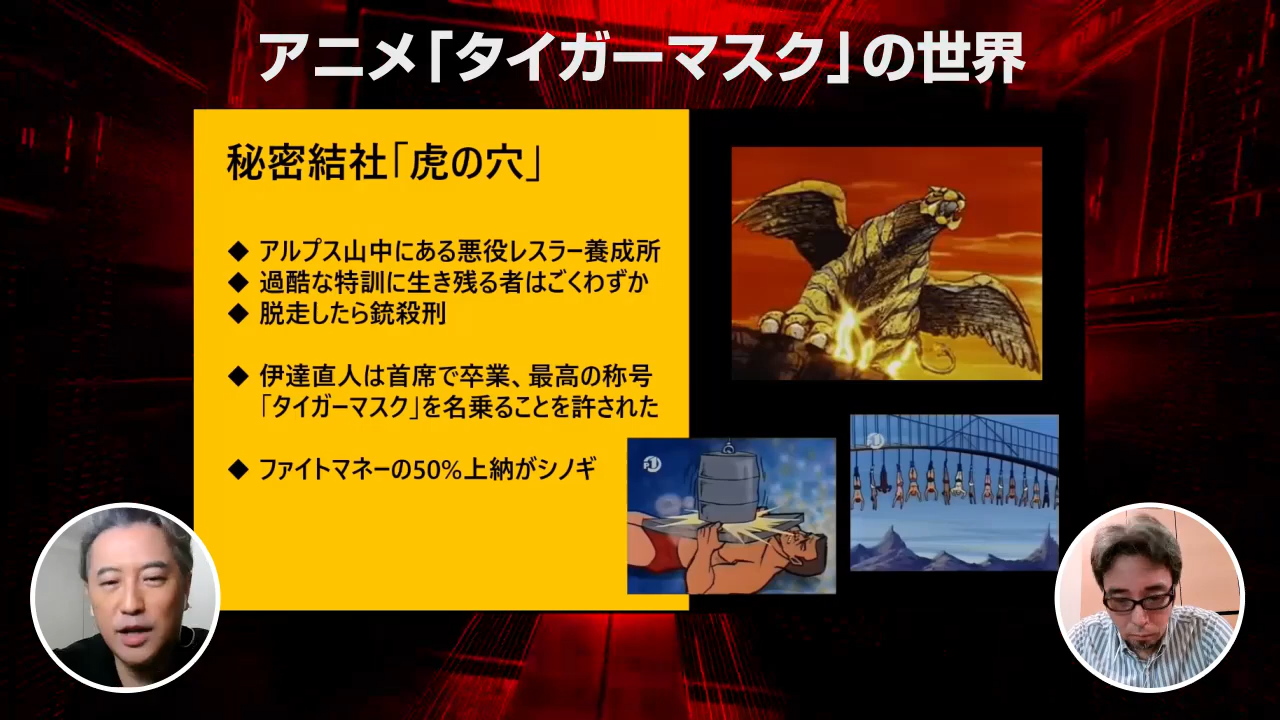 アニメ「タイガーマスク」の世界
秘密結社「虎の穴」
◆ アルプス山中にある悪役レスラー養成所
◆ 過酷な特訓に生き残る者はごくわずか
◆ 脱走したら銃殺刑
◆ 伊達直人は首席で卒業、最高の称号
「タイガーマスク」を名乗ることを許された
◆ ファイトマネーの50%上納がシノギ